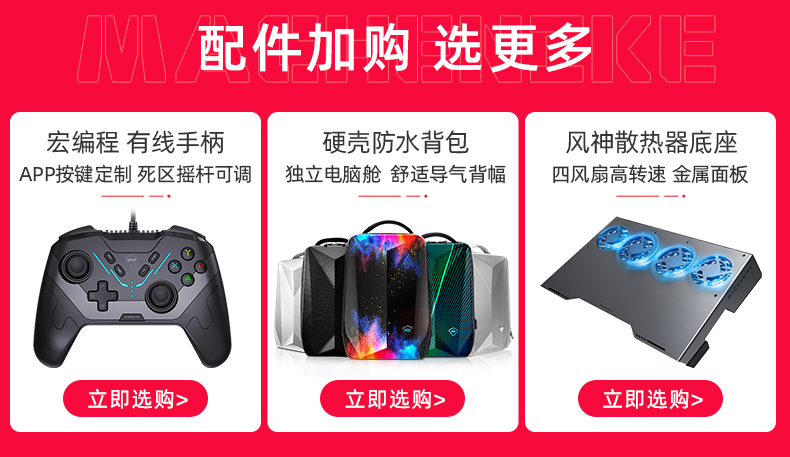 MACHENIKE
配件加购 选更多
宏编程 有线手柄
APP按键定制 死区摇杆可调
立即选购>
硬壳防水背包
独立电脑舱 舒适导气背幅
立即选购>
风神散热器底座
四风扇高转速 金属面板
立即选购>